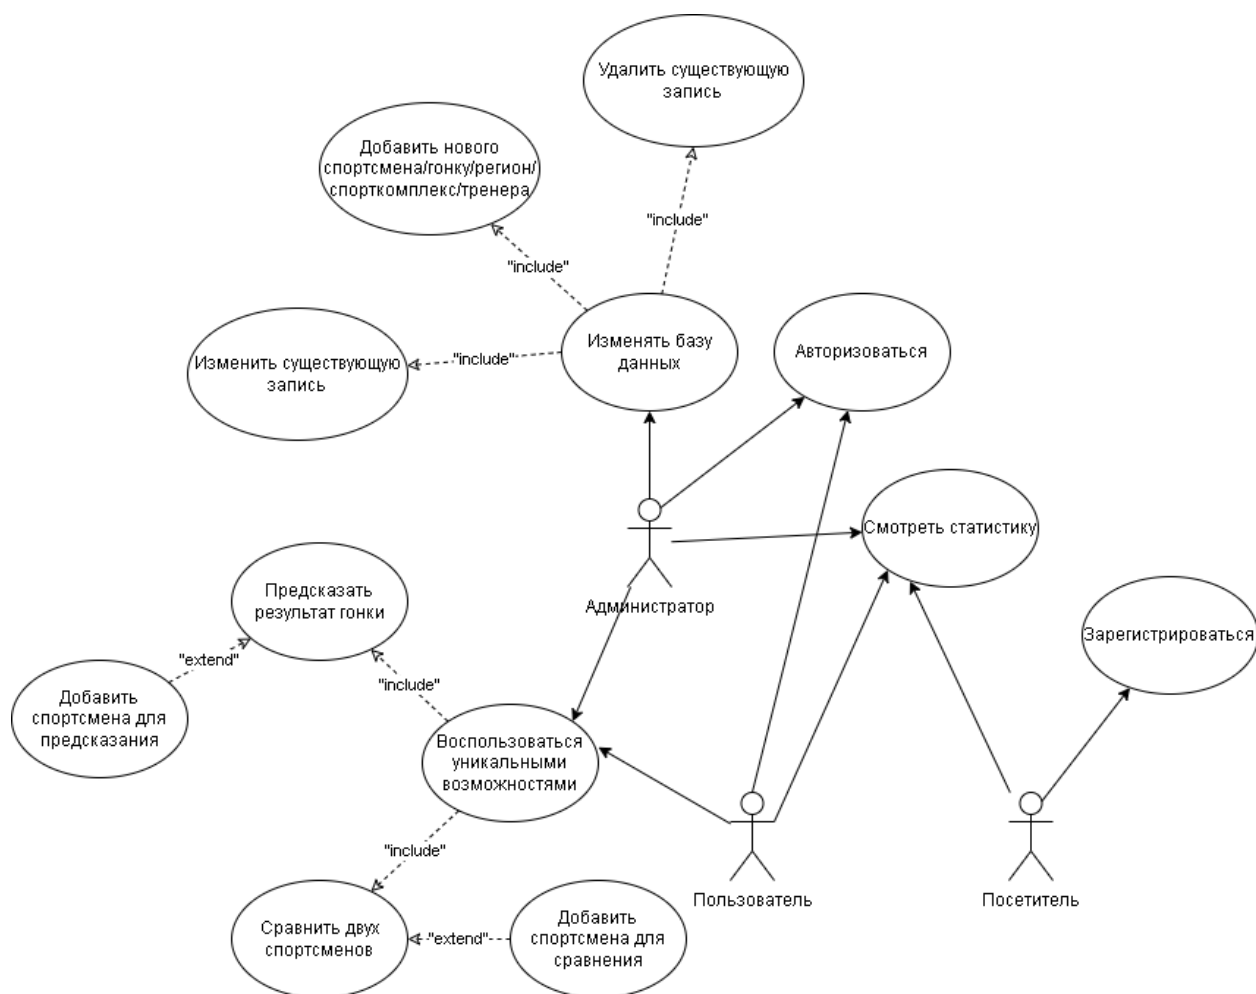 Удалить существующую
запись
Добавить нового
спортсмена/гонку/регион/
спорткомплекс/тренера
"include"
"include"
Изменять базу
данных
Авторизоваться
Изменить существующую
запись
"include"
Смотреть статистику
Администратор
Предсказать
результат гонки
Зарегистрироваться
"extend"
"include"
Добавить
спортсмена для
предсказания
Воспользоваться
уникальными
возможностями
"include"
Пользователь
Посетитель
Сравнить двух
спортсменов
"extend"
Добавить
спортсмена для
сравнения